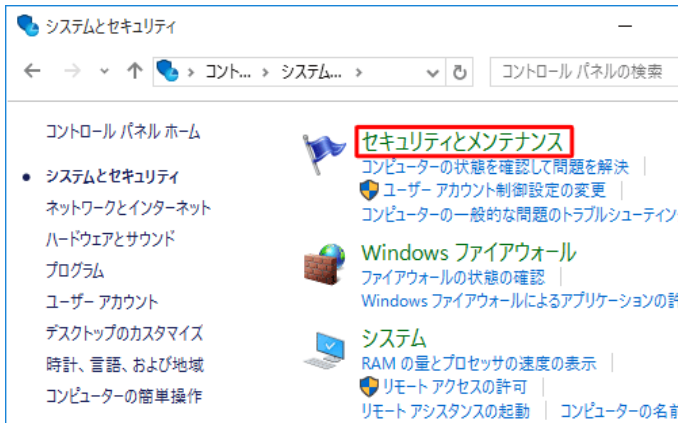 システムとセキュリティ
コント... › システム... ›
コントロール パネルの検索
コントロール パネル ホーム
システムとセキュリティ
ネットワークとインターネット
ハードウェアとサウンド
プログラム
ユーザー アカウント
デスクトップのカスタマイズ
時計、言語、および地域
コンピューターの簡単操作
セキュリティとメンテナンス
コンピューターの状態を確認して問題を解決
ユーザー アカウント制御設定の変更
コンピューターの一般的な問題のトラブルシューティン
Windows ファイアウォール
ファイアウォールの状態の確認
Windows ファイアウォールによるアプリケーションの許
システム
RAM の量とプロセッサの速度の表示
リモート アクセスの許可
リモート アシスタンスの起動 コンピューターの名前